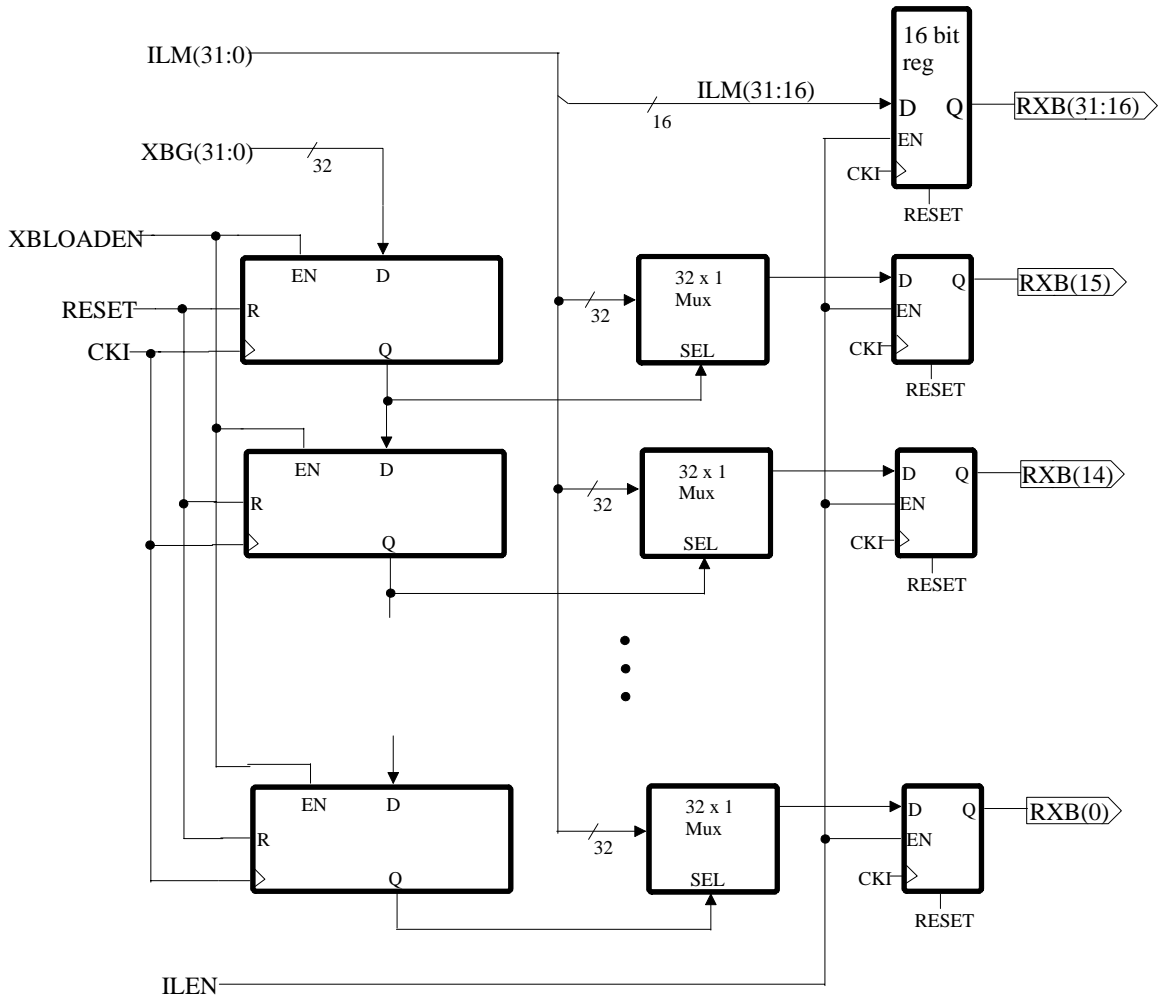 ILM(31:0)
16 bit
reg
ILM(31:16)
16
D
Q
RXB(31:16)
EN
CKI
RESET
XBG(31:0)
32
XBLOADEN
EN
D
RESET
R
CKI
Q
32
32 x 1
Mux
SEL
D
Q
RXB(15)
EN
CKI
RESET
EN
D
R
Q
32
32 x 1
Mux
SEL
D
Q
RXB(14)
EN
CKI
RESET
EN
D
R
Q
32
32 x 1
Mux
SEL
D
Q
RXB(0)
EN
CKI
RESET
ILEN